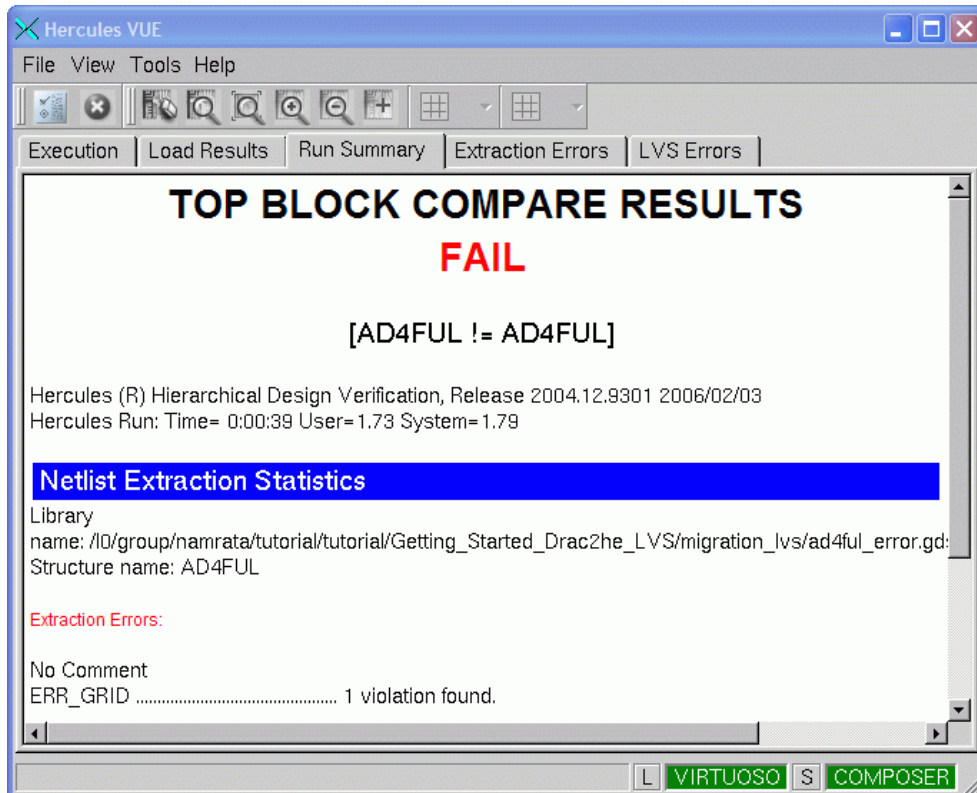 Hercules VUE
File View Tools Help
Execution Load Results Run Summary Extraction Errors LVS Errors
TOP BLOCK COMPARE RESULTS
FAIL
[AD4FUL != AD4FUL]
Hercules (R) Hierarchical Design Verification, Release 2004.12.9301 2006/02/03
Hercules Run: Time= 0:00:39 User=1.73 System=1.79
Netlist Extraction Statistics
Library
name: /l0/group/namrata/tutorial/tutorial/Getting_Started_Drac2he_LVS/migration_lvs/ad4ful_error.gds
Structure name: AD4FUL
Extraction Errors:
No Comment
ERR_GRID .............................................. 1 violation found.
L VIRTUOSO S COMPOSER